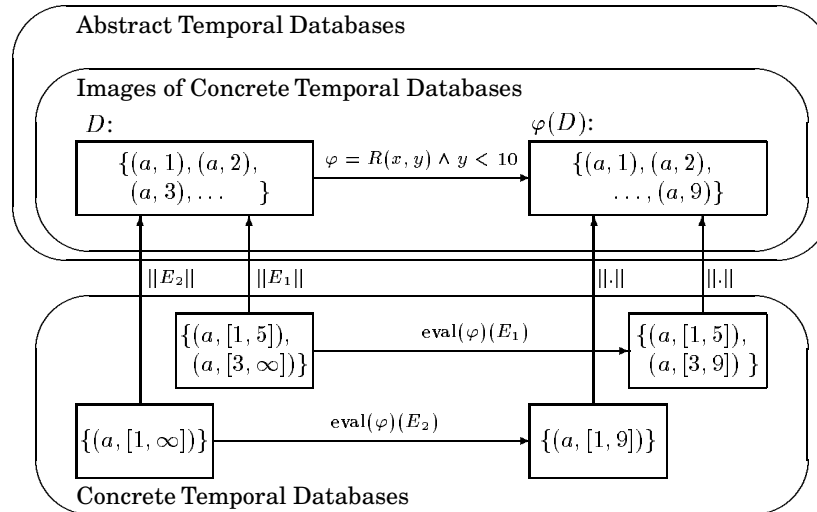 Abstract Temporal Databases
Images of Concrete Temporal Databases
D: φ(D):
{(a, 1), (a, 2), φ = R(x, y) ∧ y < 10 {(a, 1), (a, 2),
(a, 3), ... } ..., (a, 9)}
||E₂|| ||E₁|| ||.|| ||.||
{(a, [1, 5]), eval(φ)(E₁) {(a, [1, 5]),
(a, [3, ∞])} (a, [3, 9]) }
eval(φ)(E₂)
{(a, [1, ∞])} {(a, [1, 9])}
Concrete Temporal Databases